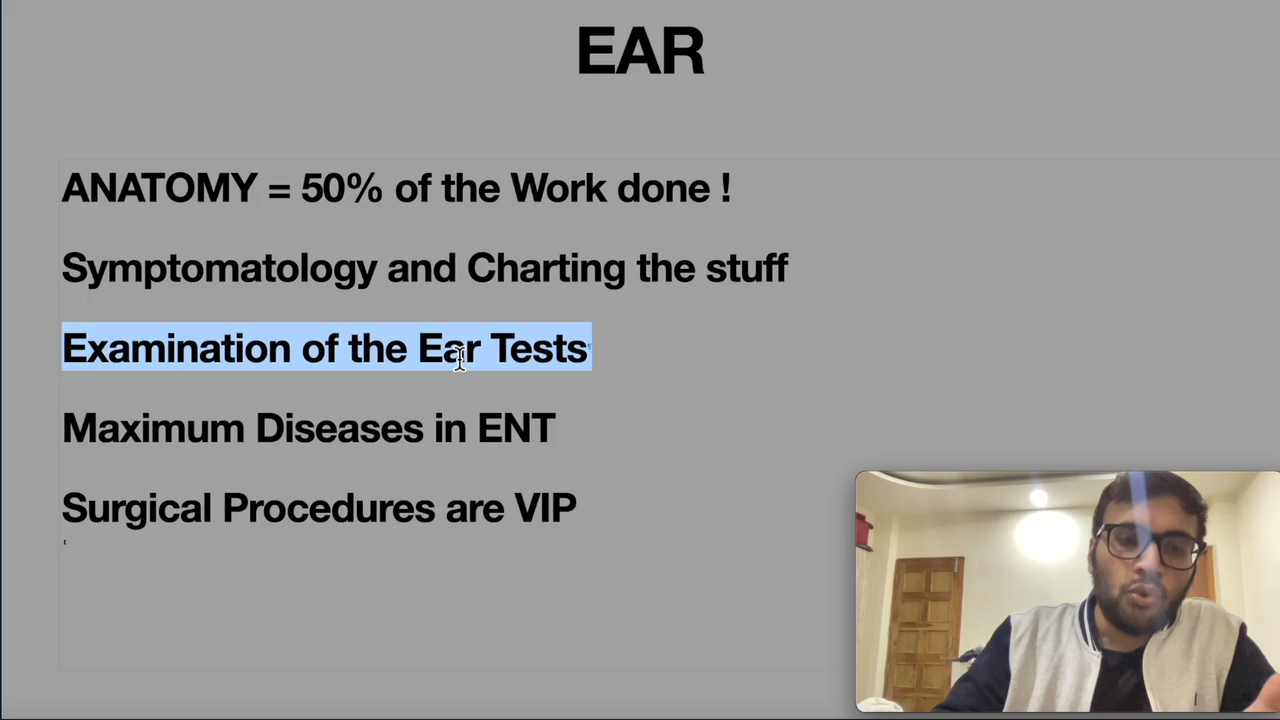 EAR
ANATOMY = 50% of the Work done !
Symptomatology and Charting the stuff
Examination of the Ear Tests
Maximum Diseases in ENT
Surgical Procedures are VIP